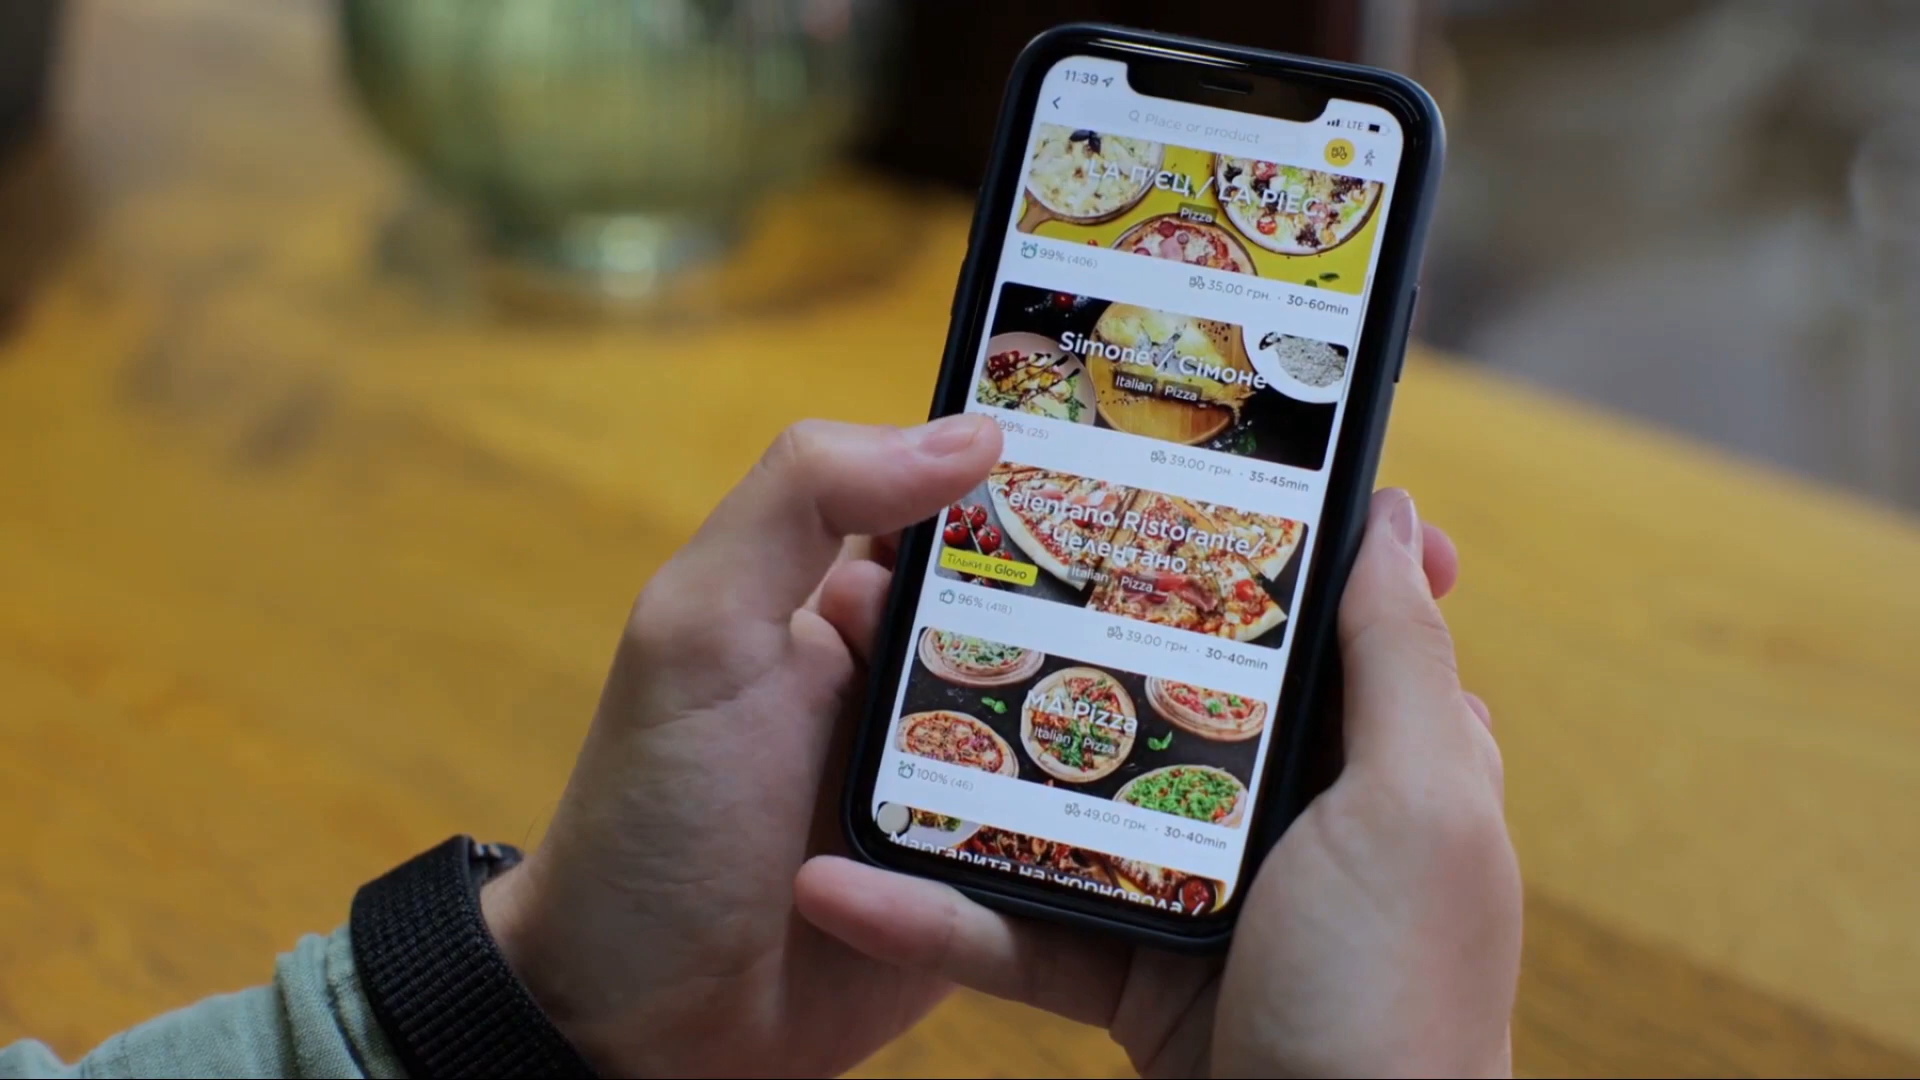 11:39
LTE
Place or product
ЛА П'ЄЦ / LA PIEC
Pizza
99% (406)
35,00 грн. · 30-60min
Simone / Сімоне
Italian Pizza
99% (25)
39,00 грн. · 35-45min
Celentano Ristorante/
Челентано
Italian Pizza
Тільки в Glovo
96% (418)
39,00 грн. · 30-40min
MA Pizza
Italian Pizza
100% (46)
49,00 грн. · 30-40min
Маргарита на Чорновола /